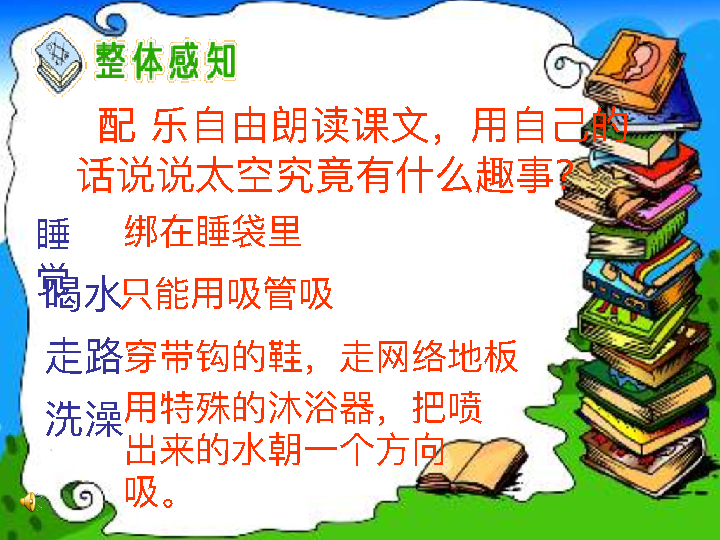 整体感知
配 乐自由朗读课文，用自己的
话说说太空究竟有什么趣事？
睡
觉
绑在睡袋里
喝水
只能用吸管吸
走路
穿带钩的鞋，走网络地板
洗澡
用特殊的沐浴器，把喷
出来的水朝一个方向
吸。